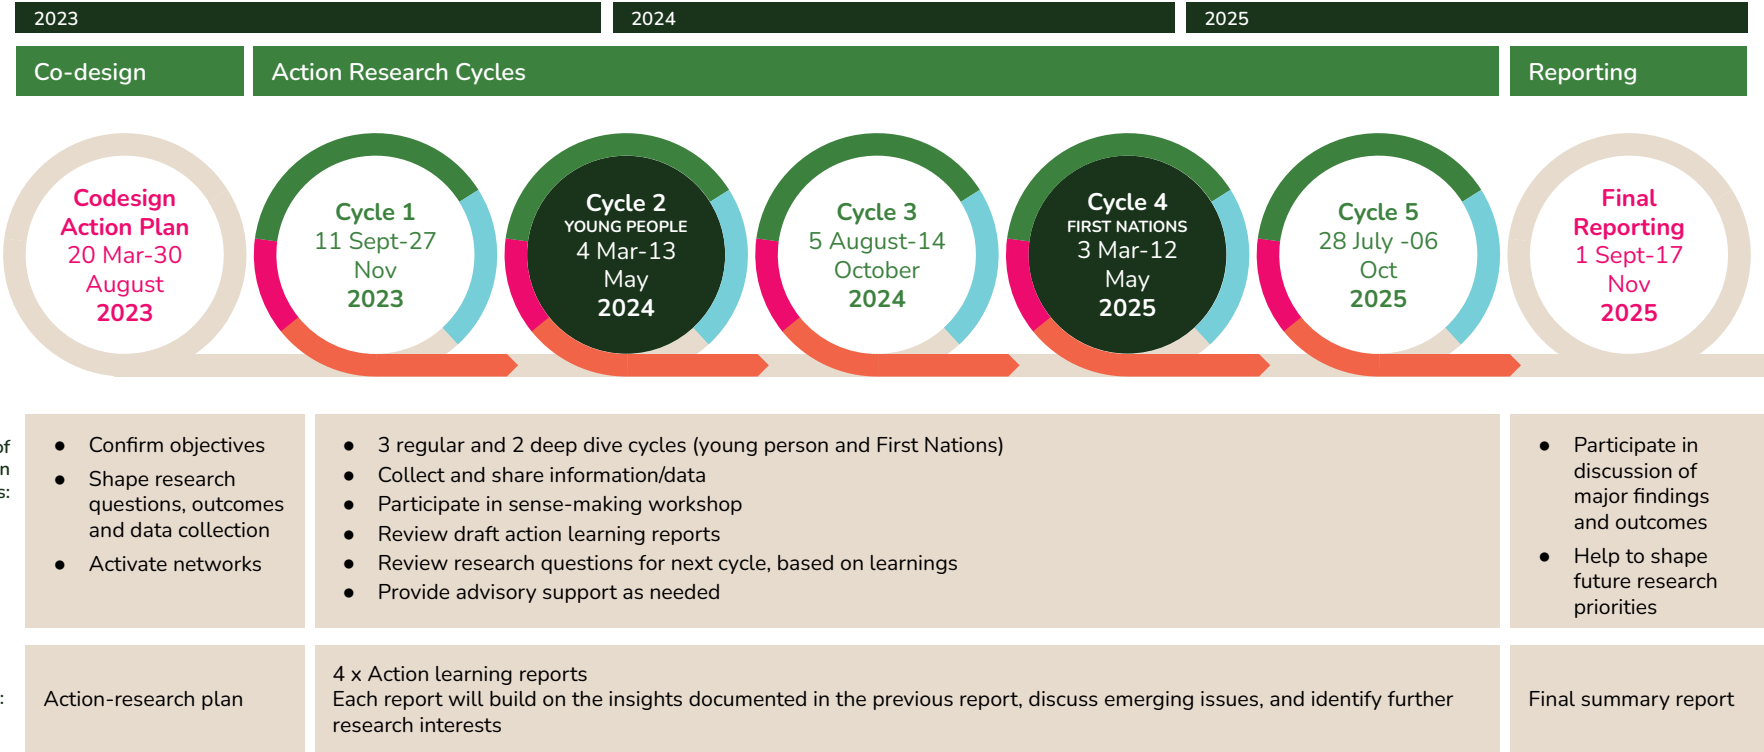 2023
2024
2025
Co-design
Action Research Cycles
Reporting
Codesign
Action Plan
20 Mar-30
August
2023
Cycle 1
11 Sept-27
Nov
2023
Cycle 2
YOUNG PEOPLE
4 Mar-13
May
2024
Cycle 3
5 August-14
October
2024
Cycle 4
FIRST NATIONS
3 Mar-12
May
2025
Cycle 5
28 July -06
Oct
2025
Final
Reporting
1 Sept-17
Nov
2025
● Confirm objectives
● Shape research
questions, outcomes
and data collection
● Activate networks
● 3 regular and 2 deep dive cycles (young person and First Nations)
● Collect and share information/data
● Participate in sense-making workshop
● Review draft action learning reports
● Review research questions for next cycle, based on learnings
● Provide advisory support as needed
● Participate in
discussion of
major findings
and outcomes
● Help to shape
future research
priorities
Action-research plan
4 x Action learning reports
Each report will build on the insights documented in the previous report, discuss emerging issues, and identify further
research interests
Final summary report